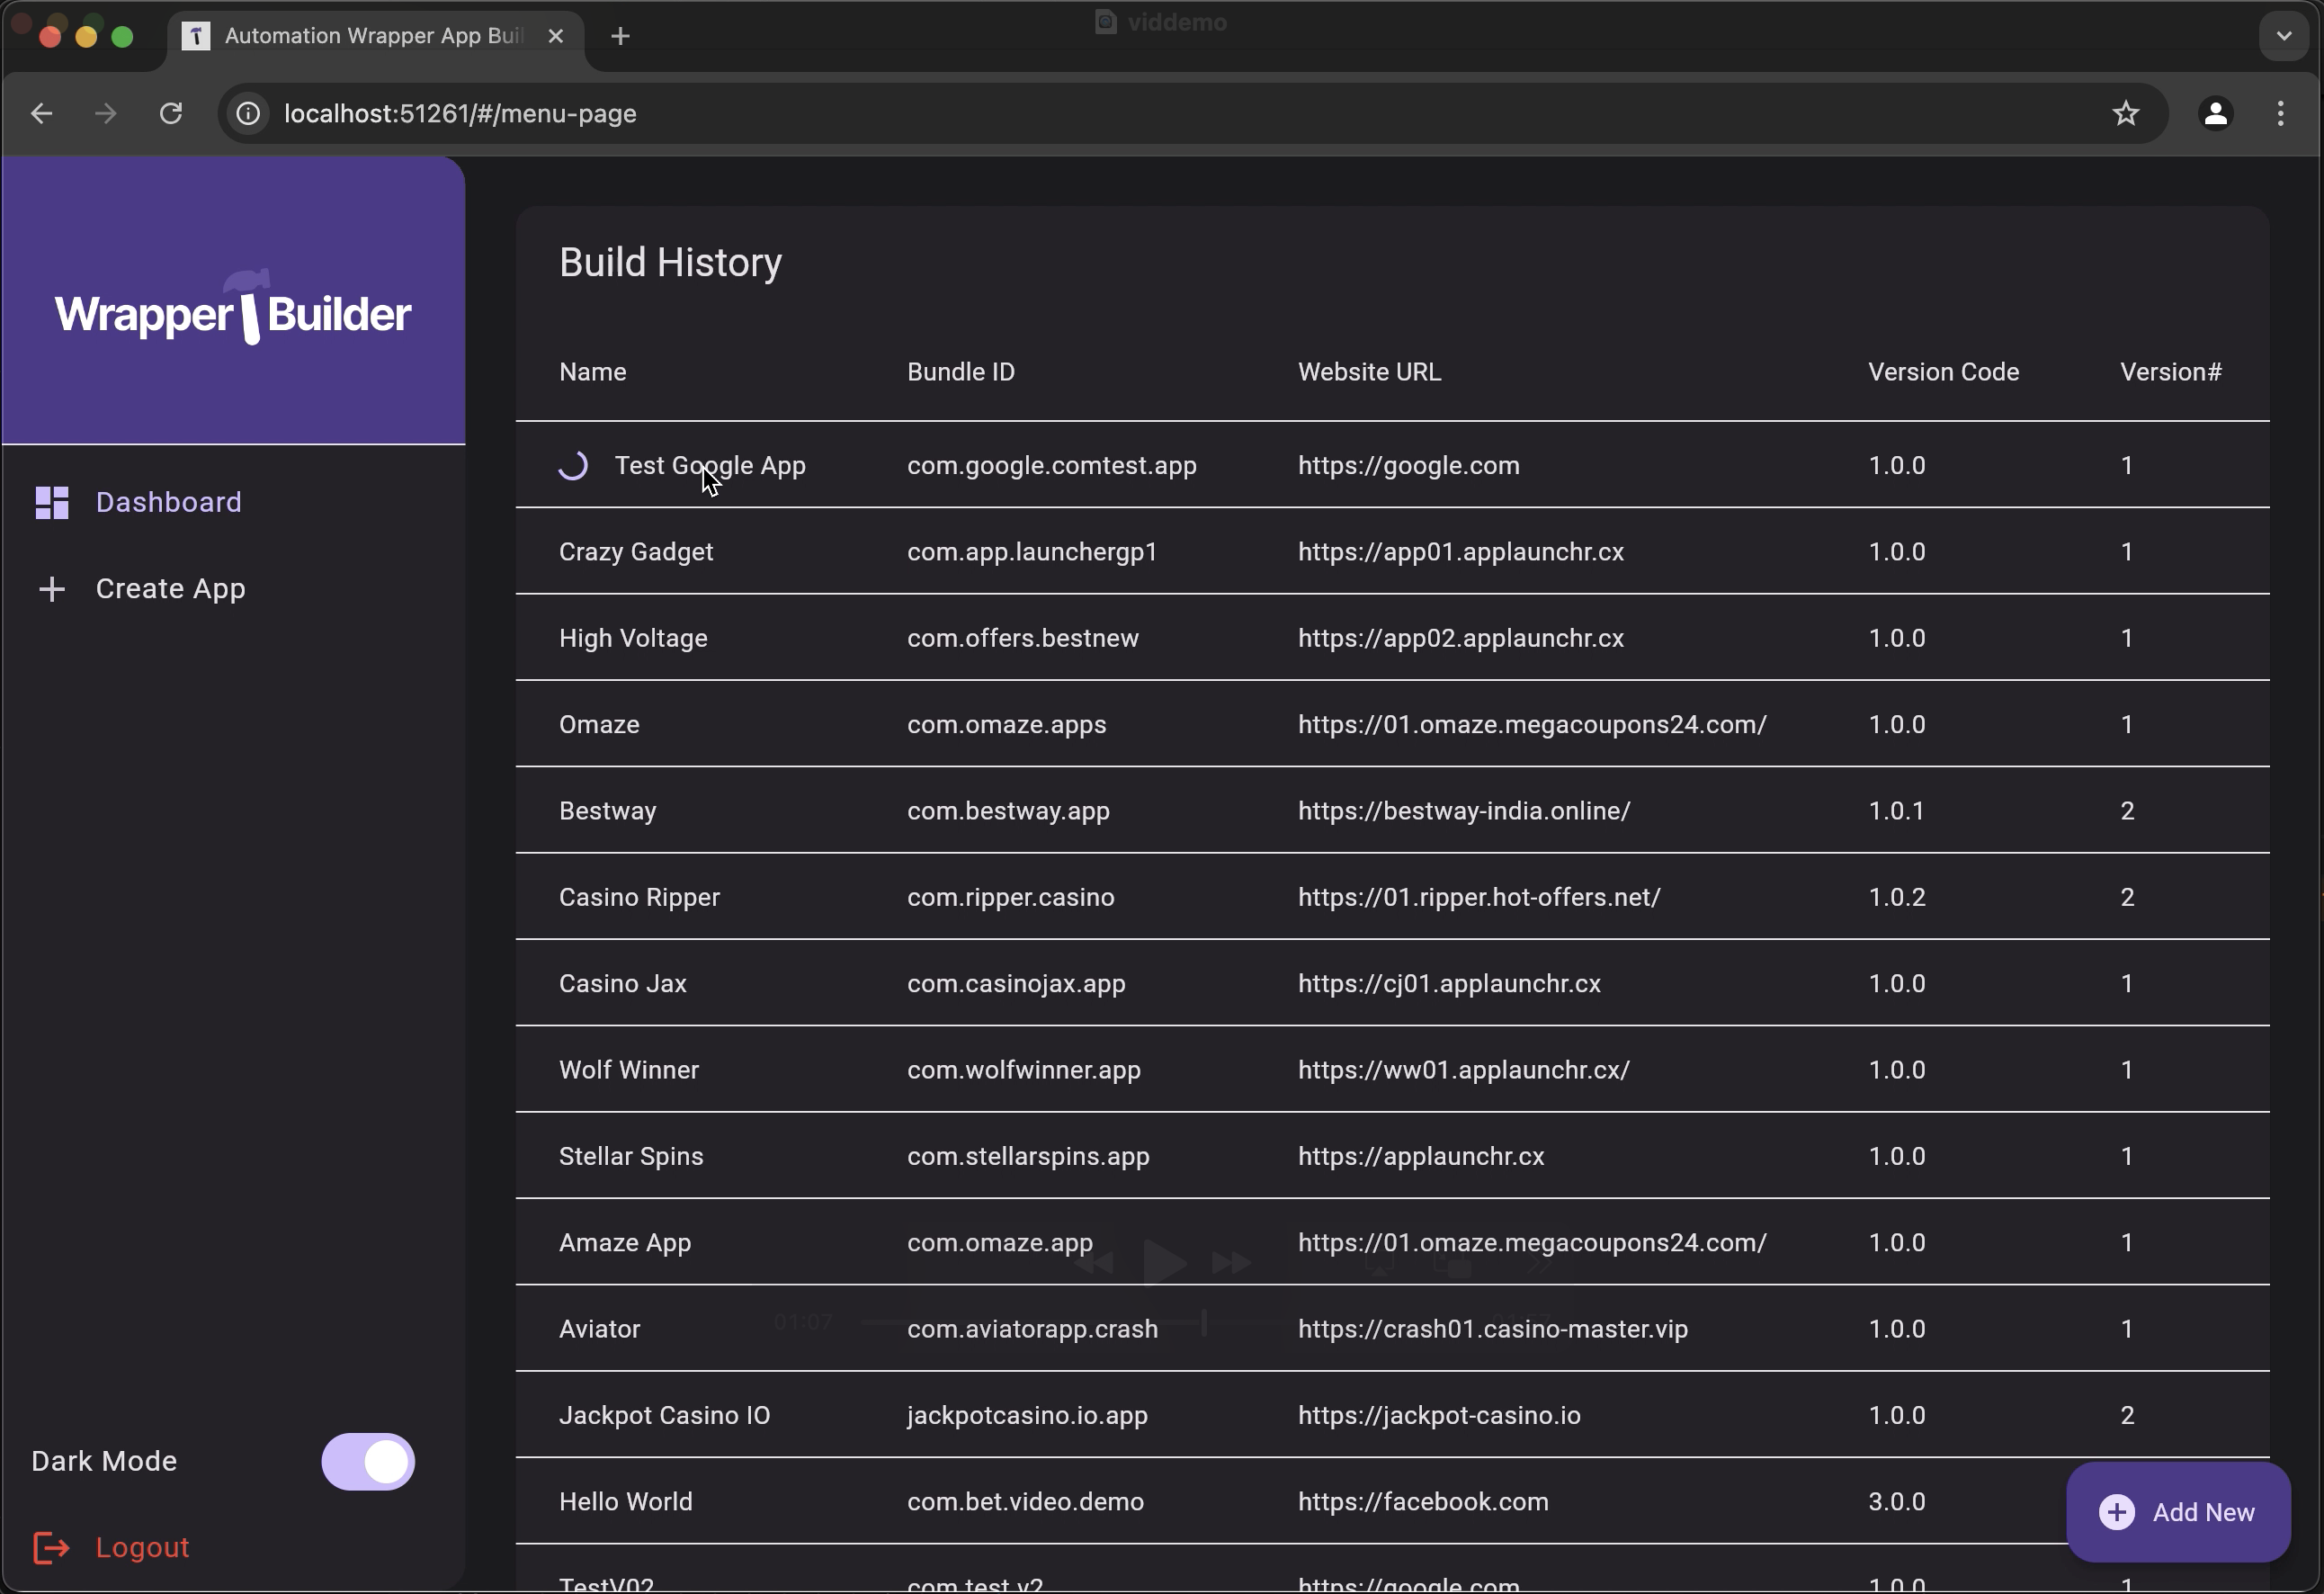 viddemo
Automation Wrapper App Buil
localhost:51261/#/menu-page
Wrapper Builder
Dashboard
Create App
Dark Mode
Logout
Build History
Name Bundle ID Website URL Version Code Version#
Test Google App com.google.comtest.app https://google.com 1.0.0 1
Crazy Gadget com.app.launchergp1 https://app01.applaunchr.cx 1.0.0 1
High Voltage com.offers.bestnew https://app02.applaunchr.cx 1.0.0 1
Omaze com.omaze.apps https://01.omaze.megacoupons24.com/ 1.0.0 1
Bestway com.bestway.app https://bestway-india.online/ 1.0.1 2
Casino Ripper com.ripper.casino https://01.ripper.hot-offers.net/ 1.0.2 2
Casino Jax com.casinojax.app https://cj01.applaunchr.cx 1.0.0 1
Wolf Winner com.wolfwinner.app https://ww01.applaunchr.cx/ 1.0.0 1
Stellar Spins com.stellarspins.app https://applaunchr.cx 1.0.0 1
Amaze App com.omaze.app https://01.omaze.megacoupons24.com/ 1.0.0 1
01:07
Aviator com.aviatorapp.crash https://crash01.casino-master.vip 1.0.0 1
Jackpot Casino IO jackpotcasino.io.app https://jackpot-casino.io 1.0.0 2
Hello World com.bet.video.demo https://facebook.com 3.0.0
Add New
TestV02 com.test.v2 https://google.com 1.0.0 1